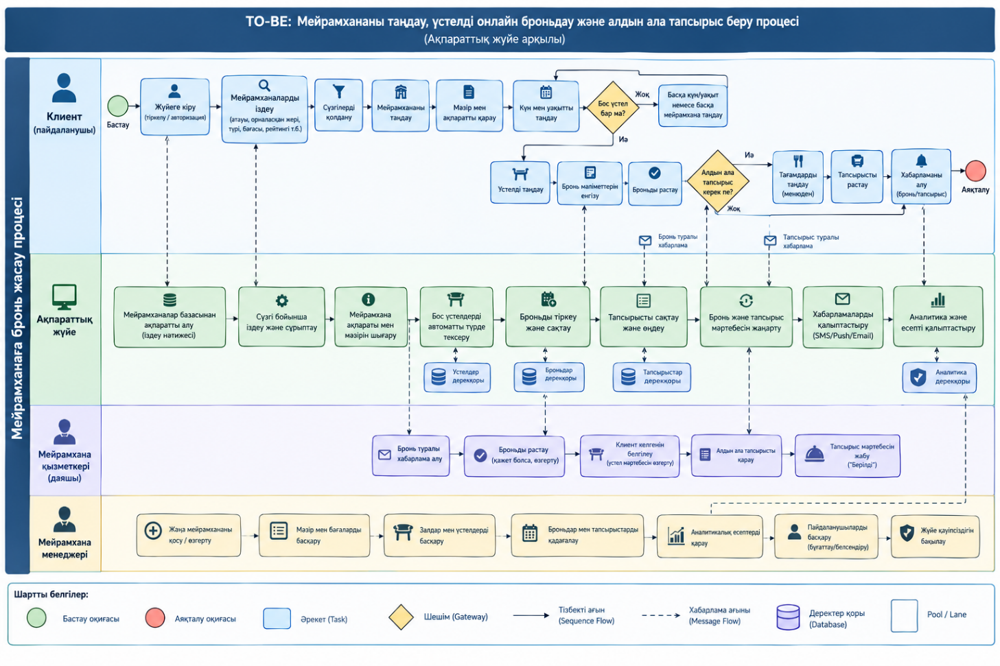 TO-BE: Мейрамхананы таңдау, үстелді онлайн броньдау және алдын ала тапсырыс беру процесі
(Ақпараттық жүйе арқылы)
Мейрамханаға бронь жасау процесі
Клиент
(пайдаланушы)
Бастау
Жүйеге кіру
(тіркелу / авторизация)
Мейрамханаларды
іздеу
(атауы, орналасқан жері,
түрі, бағасы, рейтингі т.б.)
Сүзгілерді
қолдану
Мейрамхананы
таңдау
Мәзір мен
ақпаратты қарау
Күн мен уақытты
таңдау
Бос үстел
бар ма?
Жоқ
Басқа күн/уақыт
немесе басқа
мейрамхана таңдау
Иә
Үстелді таңдау
Бронь мәліметтерін
енгізу
Броньды растау
Алдын ала
тапсырыс
керек пе?
Иә
Жоқ
Тағамдарды
таңдау
(менюден)
Тапсырысты
растау
Хабарламаны
алу
(бронь/тапсырыс)
Аяқталу
Бронь туралы
хабарлама
Тапсырыс туралы
хабарлама
Ақпараттық
жүйе
Мейрамханалар базасынан
ақпаратты алу
(іздеу нәтижесі)
Сүзгі бойынша
іздеу және сұрыптау
Мейрамхана
ақпараты мен
мәзірін шығару
Бос үстелдерді
автоматты түрде
тексеру
Броньды тіркеу
және сақтау
Тапсырысты сақтау
және өңдеу
Бронь және тапсырыс
мәртебесін жаңарту
Хабарламаларды
қалыптастыру
(SMS/Push/Email)
Аналитика және
есепті қалыптастыру
Үстелдер
дерекқоры
Броньдар
дерекқоры
Тапсырыстар
дерекқоры
Аналитика
дерекқоры
Мейрамхана
қызметкері
(даяшы)
Бронь туралы
хабарлама алу
Броньды растау
(қажет болса, өзгерту)
Клиент келгенін
белгілеу
(үстел мәртебесін өзгерту)
Алдын ала тапсырысты
қарау
Тапсырыс мәртебесін
жабу
("Берілді")
Мейрамхана
менеджері
Жаңа мейрамхананы
қосу / өзгерту
Мәзір мен бағаларды
басқару
Залдар мен үстелдерді
басқару
Броньдар мен тапсырыстарды
қадағалау
Аналитикалық есептерді
қарау
Пайдаланушыларды
басқару
(бұғаттау/белсендіру)
Жүйе қауіпсіздігін
бақылау
Шартты белгілер:
Бастау оқиғасы
Аяқталу оқиғасы
Әрекет (Task)
Шешім (Gateway)
Тізбекті ағын
(Sequence Flow)
Хабарлама ағыны
(Message Flow)
Деректер қоры
(Database)
Pool / Lane